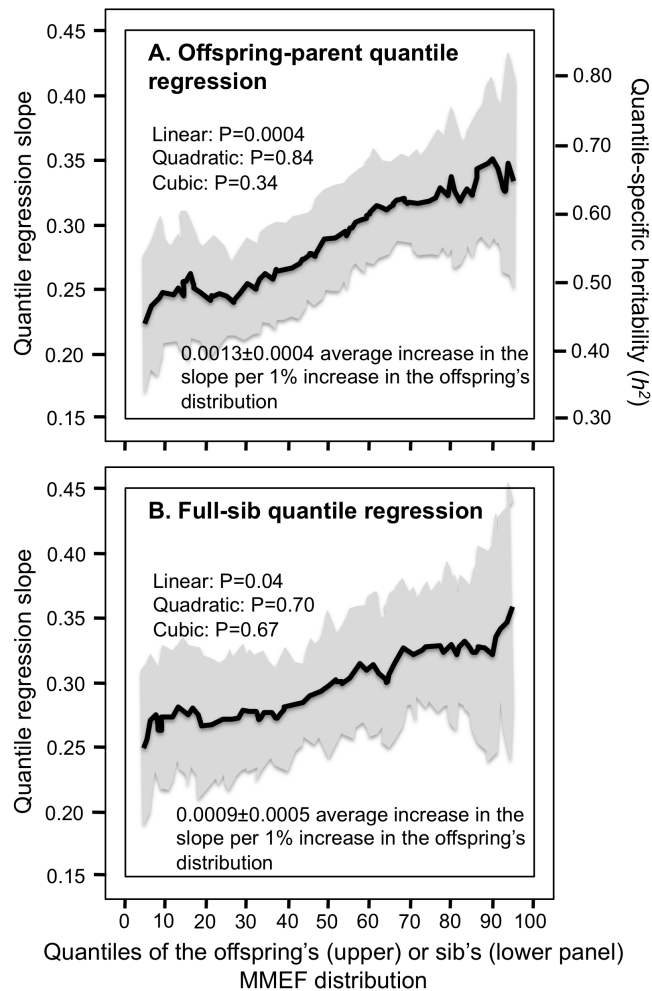 A. Offspring-parent quantile
regression
Linear: P=0.0004
Quadratic: P=0.84
Cubic: P=0.34
0.0013±0.0004 average increase in the
slope per 1% increase in the offspring's
distribution
Quantile regression slope
0.45
0.40
0.35
0.30
0.25
0.20
0.15
0.80
0.70
0.60
0.50
0.40
0.30
Quantile-specific heritability (h²)
B. Full-sib quantile regression
Linear: P=0.04
Quadratic: P=0.70
Cubic: P=0.67
0.0009±0.0005 average increase in the
slope per 1% increase in the offspring's
distribution
Quantile regression slope
0.45
0.40
0.35
0.30
0.25
0.20
0.15
0 10 20 30 40 50 60 70 80 90 100
Quantiles of the offspring's (upper) or sib's (lower panel)
MMEF distribution